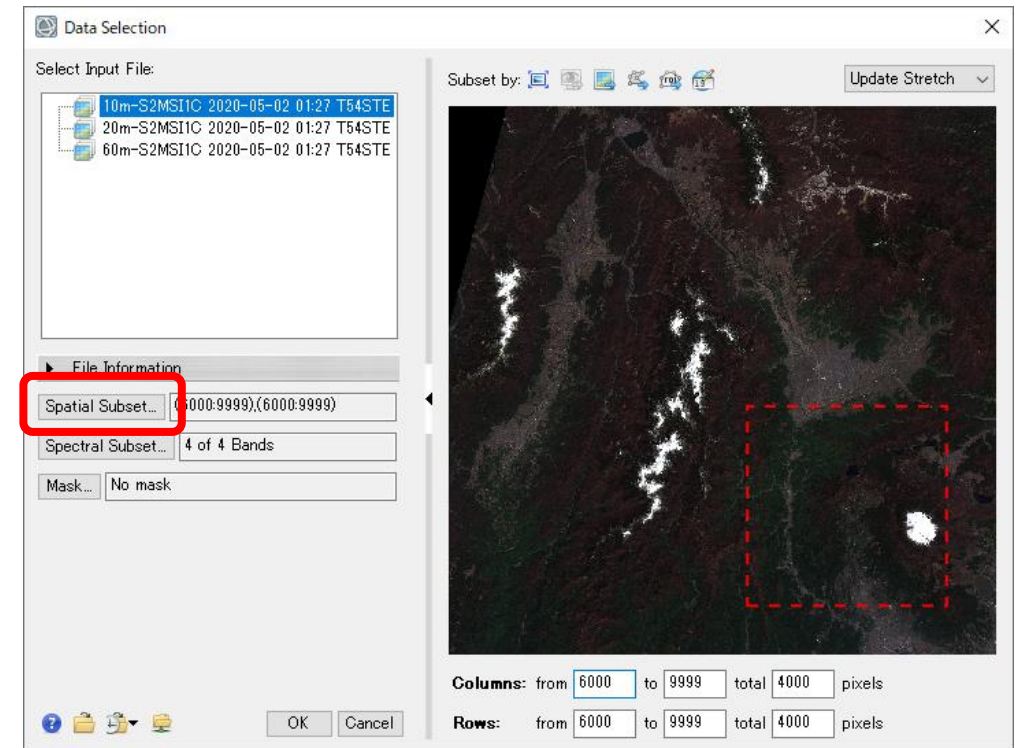 Data Selection
Select Input File:
10m-S2MSI1C 2020-05-02 01:27 T54STE
20m-S2MSI1C 2020-05-02 01:27 T54STE
60m-S2MSI1C 2020-05-02 01:27 T54STE
File Information
Spatial Subset... (6000:9999),(6000:9999)
Spectral Subset... 4 of 4 Bands
Mask... No mask
OK Cancel
Subset by: Update Stretch
Columns: from 6000 to 9999 total 4000 pixels
Rows: from 6000 to 9999 total 4000 pixels